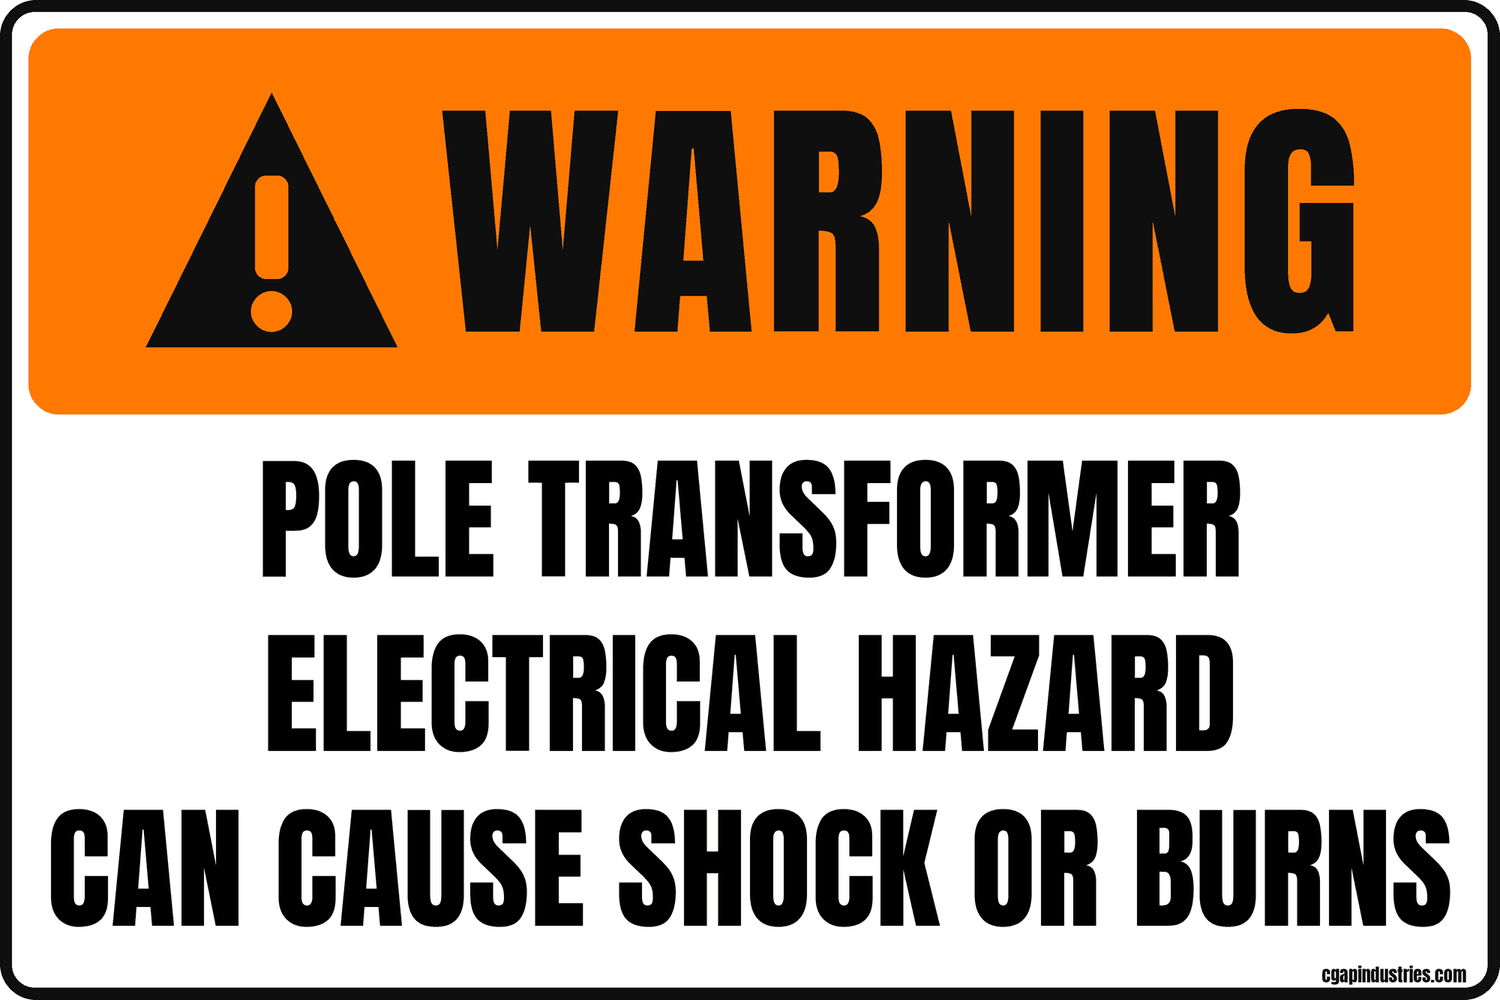 WARNING
POLE TRANSFORMER
ELECTRICAL HAZARD
CAN CAUSE SHOCK OR BURNS
cgapindustries.com